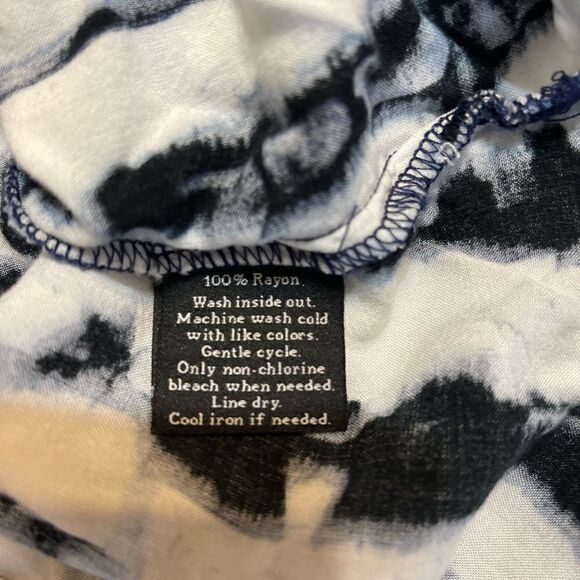 100% Rayon.
Wash inside out.
Machine wash cold
with like colors.
Gentle cycle.
Only non-chlorine
bleach when needed.
Line dry.
Cool iron if needed.